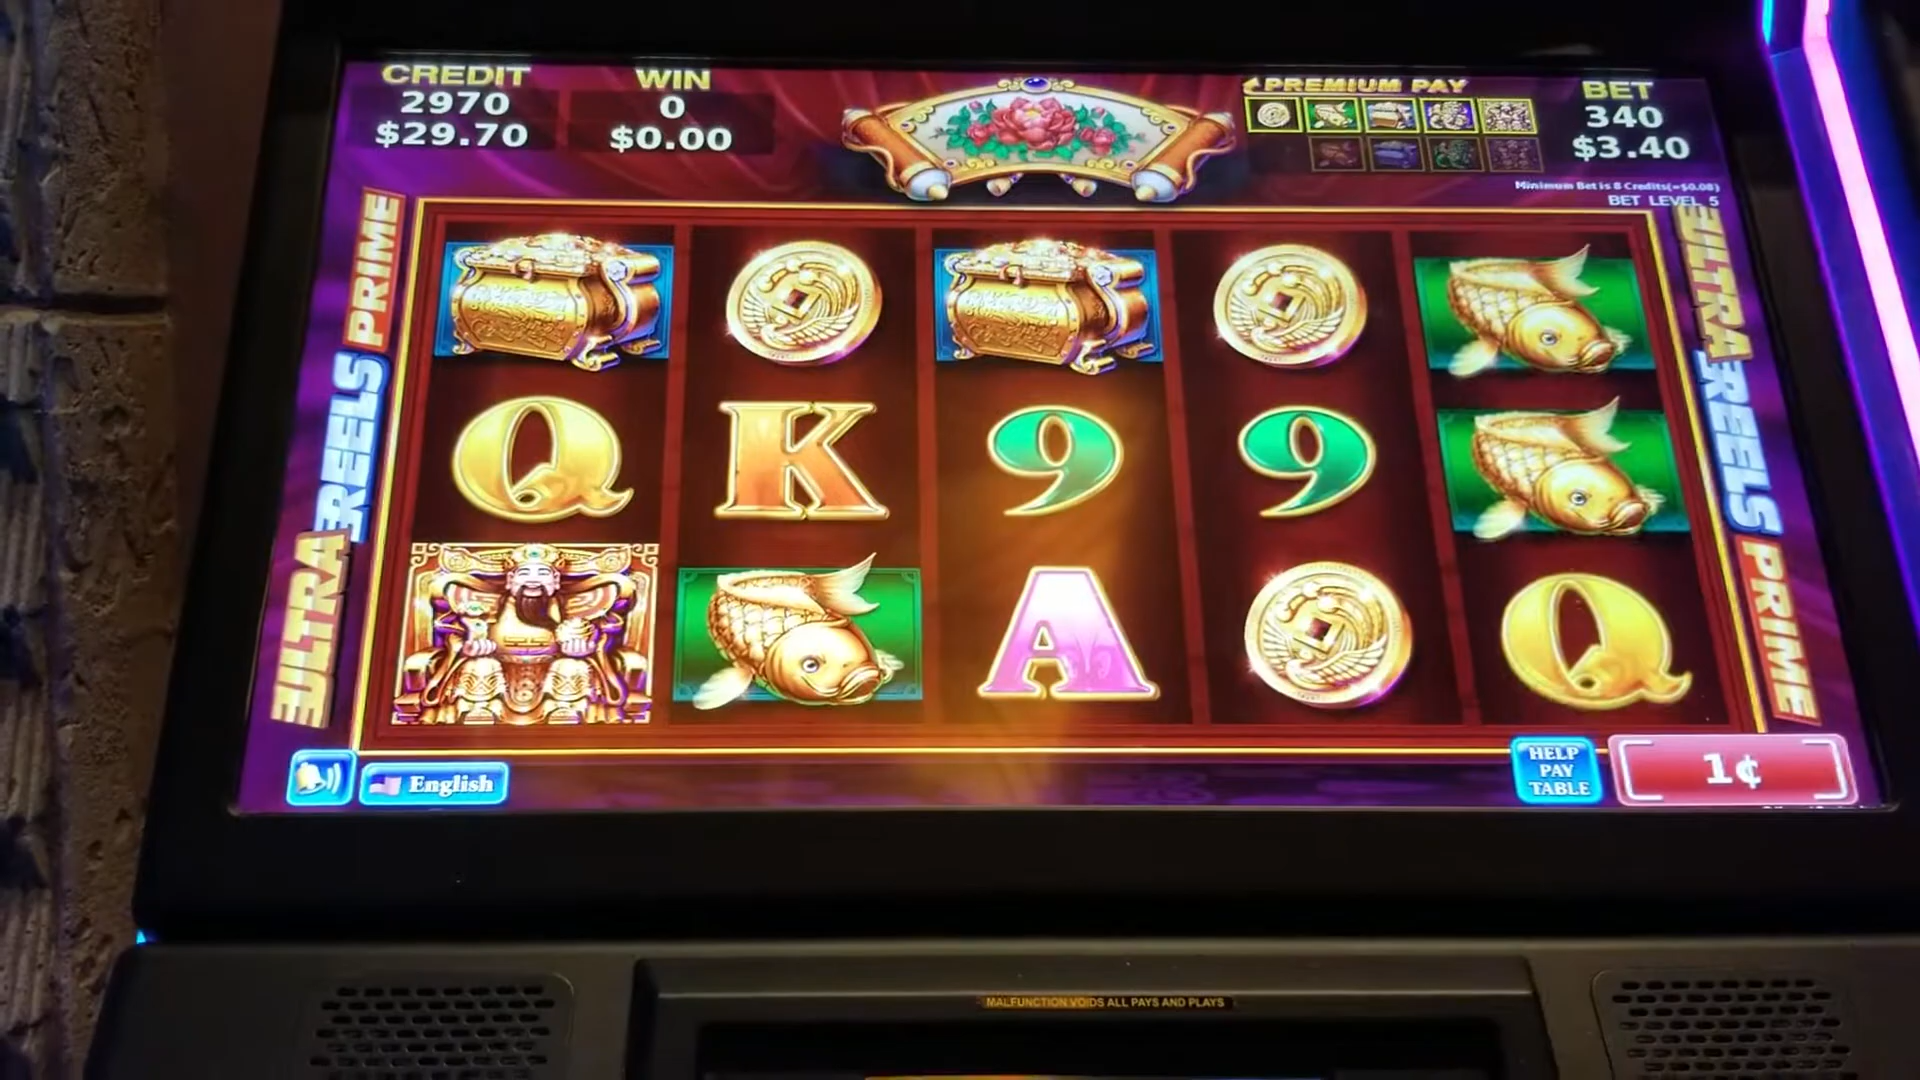 CREDIT
2970
$29.70
WIN
0
$0.00
PREMIUM PAY
BET
340
$3.40
Minimum Bet is 8 Credits(=$0.08)
BET LEVEL 5
ULTRA REELS PRIME
ULTRA REELS PRIME
Q K 9 9
A Q
English
HELP
PAY
TABLE
1¢
MALFUNCTION VOIDS ALL PAYS AND PLAYS